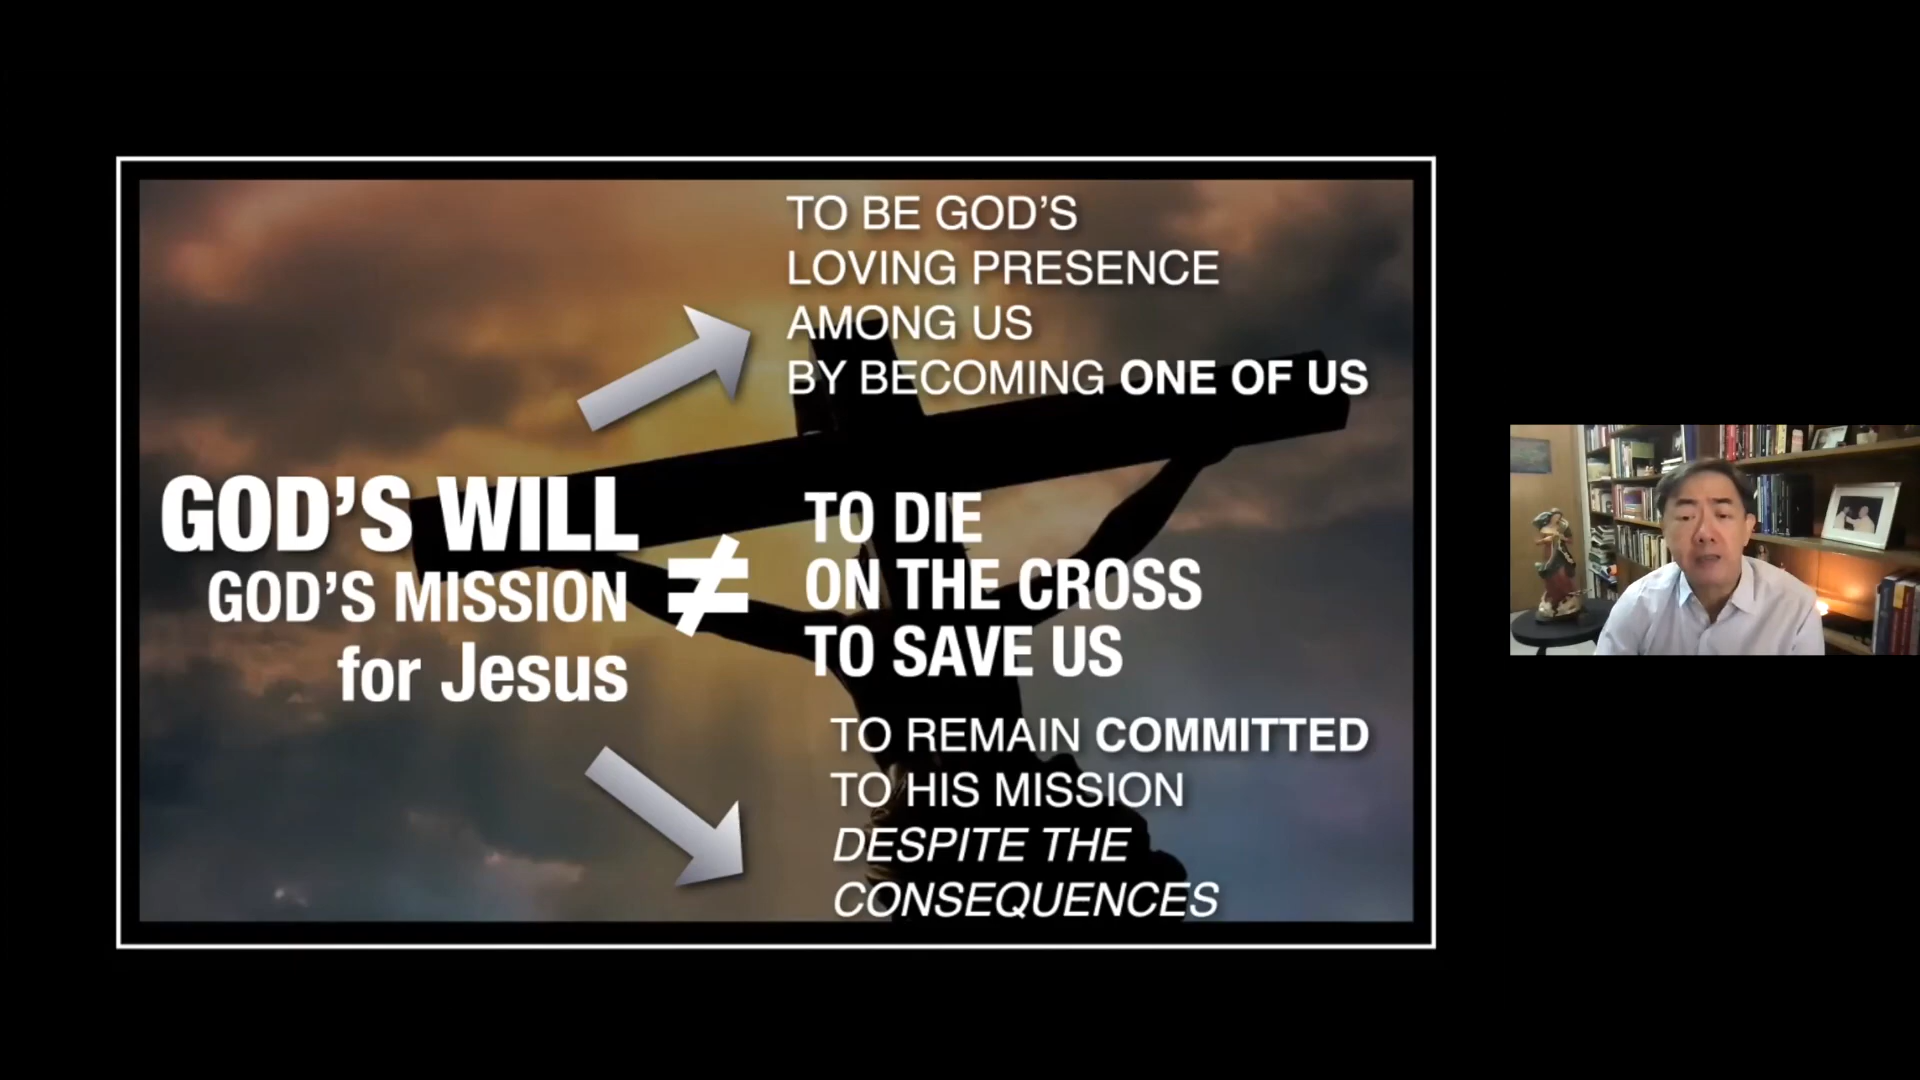 TO BE GOD'S
LOVING PRESENCE
AMONG US
BY BECOMING ONE OF US
GOD'S WILL
GOD'S MISSION
for Jesus
≠
TO DIE
ON THE CROSS
TO SAVE US
TO REMAIN COMMITTED
TO HIS MISSION
DESPITE THE
CONSEQUENCES